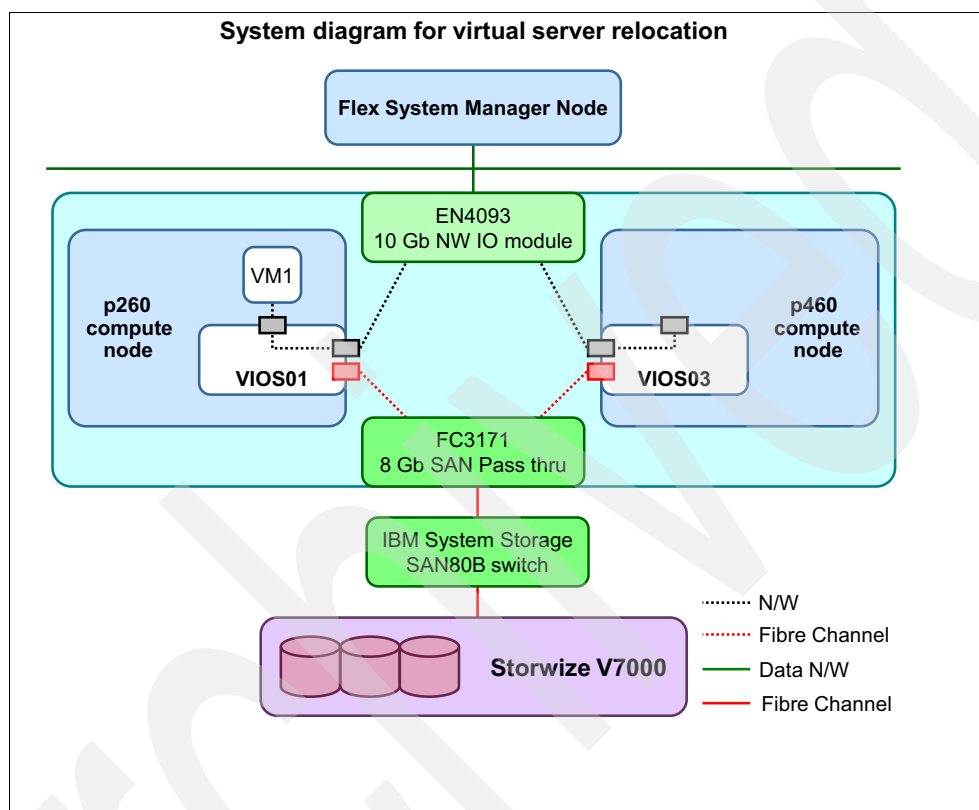 System diagram for virtual server relocation
Flex System Manager Node
EN4093
10 Gb NW IO module
VM1
p260
compute
node
VIOS01
p460
compute
node
VIOS03
FC3171
8 Gb SAN Pass thru
IBM System Storage
SAN80B switch
Storwize V7000
N/W
Fibre Channel
Data N/W
Fibre Channel